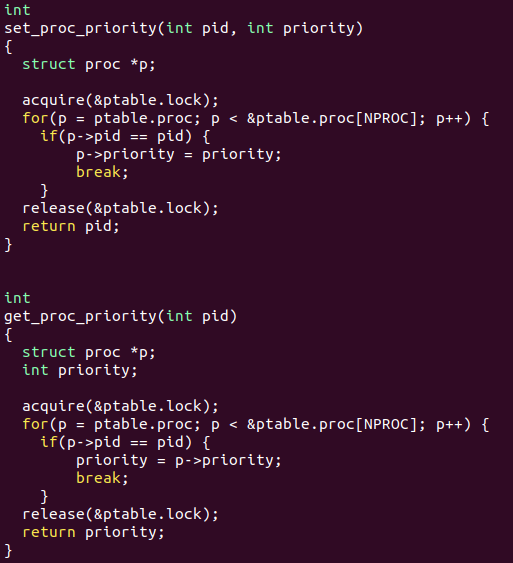 int
set_proc_priority(int pid, int priority)
{
  struct proc *p;

  acquire(&ptable.lock);
  for(p = ptable.proc; p < &ptable.proc[NPROC]; p++) {
    if(p->pid == pid) {
        p->priority = priority;
        break;
    }
  release(&ptable.lock);
  return pid;
}


int
get_proc_priority(int pid)
{
  struct proc *p;
  int priority;

  acquire(&ptable.lock);
  for(p = ptable.proc; p < &ptable.proc[NPROC]; p++) {
    if(p->pid == pid) {
        priority = p->priority;
        break;
    }
  release(&ptable.lock);
  return priority;
}